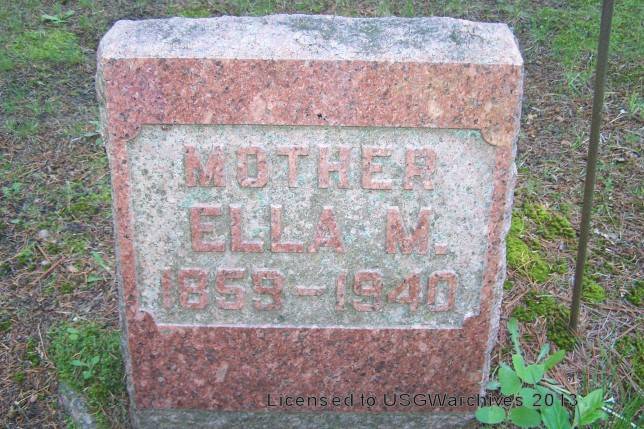 MOTHER
ELLA M.
1859-1940
Licensed to USGWarchives 2013